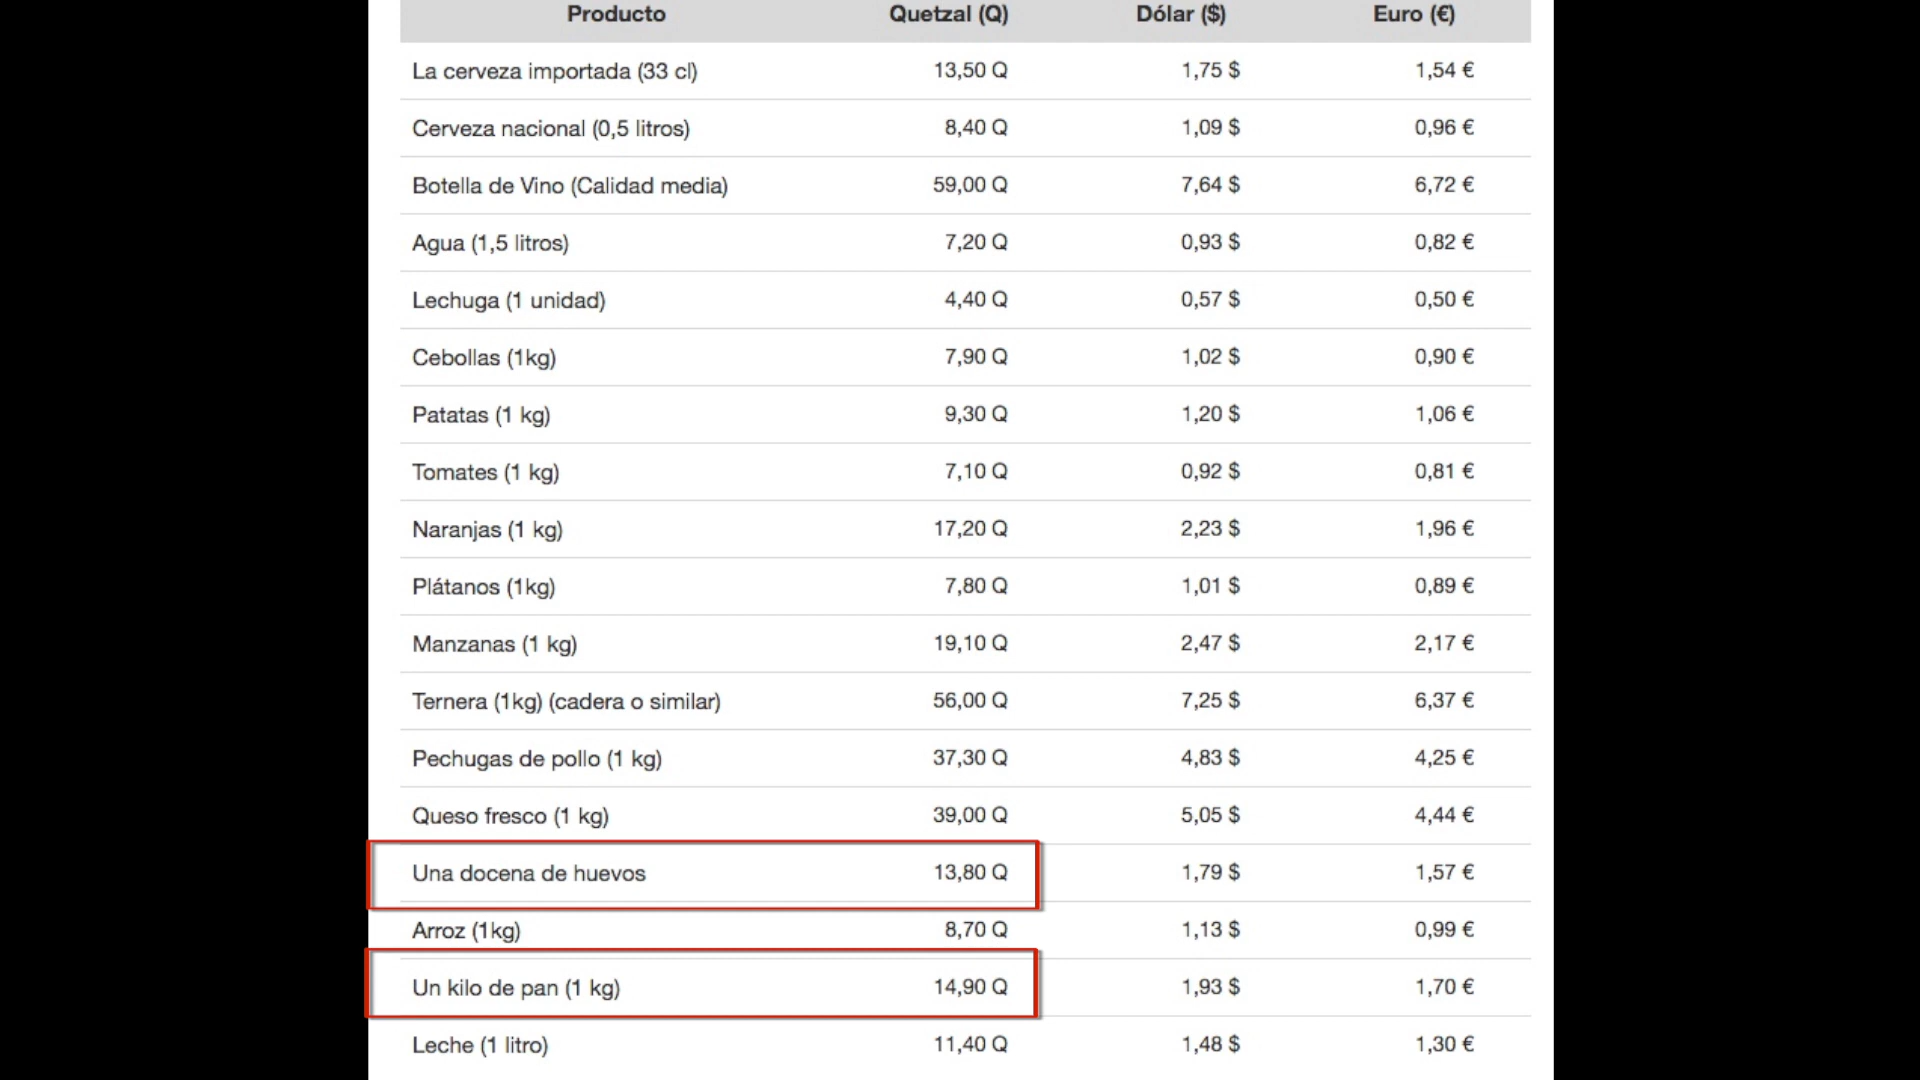 Producto Quetzal (Q) Dólar ($) Euro (€)
La cerveza importada (33 cl) 13,50 Q 1,75 $ 1,54 €
Cerveza nacional (0,5 litros) 8,40 Q 1,09 $ 0,96 €
Botella de Vino (Calidad media) 59,00 Q 7,64 $ 6,72 €
Agua (1,5 litros) 7,20 Q 0,93 $ 0,82 €
Lechuga (1 unidad) 4,40 Q 0,57 $ 0,50 €
Cebollas (1kg) 7,90 Q 1,02 $ 0,90 €
Patatas (1 kg) 9,30 Q 1,20 $ 1,06 €
Tomates (1 kg) 7,10 Q 0,92 $ 0,81 €
Naranjas (1 kg) 17,20 Q 2,23 $ 1,96 €
Plátanos (1kg) 7,80 Q 1,01 $ 0,89 €
Manzanas (1 kg) 19,10 Q 2,47 $ 2,17 €
Ternera (1kg) (cadera o similar) 56,00 Q 7,25 $ 6,37 €
Pechugas de pollo (1 kg) 37,30 Q 4,83 $ 4,25 €
Queso fresco (1 kg) 39,00 Q 5,05 $ 4,44 €
Una docena de huevos 13,80 Q 1,79 $ 1,57 €
Arroz (1kg) 8,70 Q 1,13 $ 0,99 €
Un kilo de pan (1 kg) 14,90 Q 1,93 $ 1,70 €
Leche (1 litro) 11,40 Q 1,48 $ 1,30 €